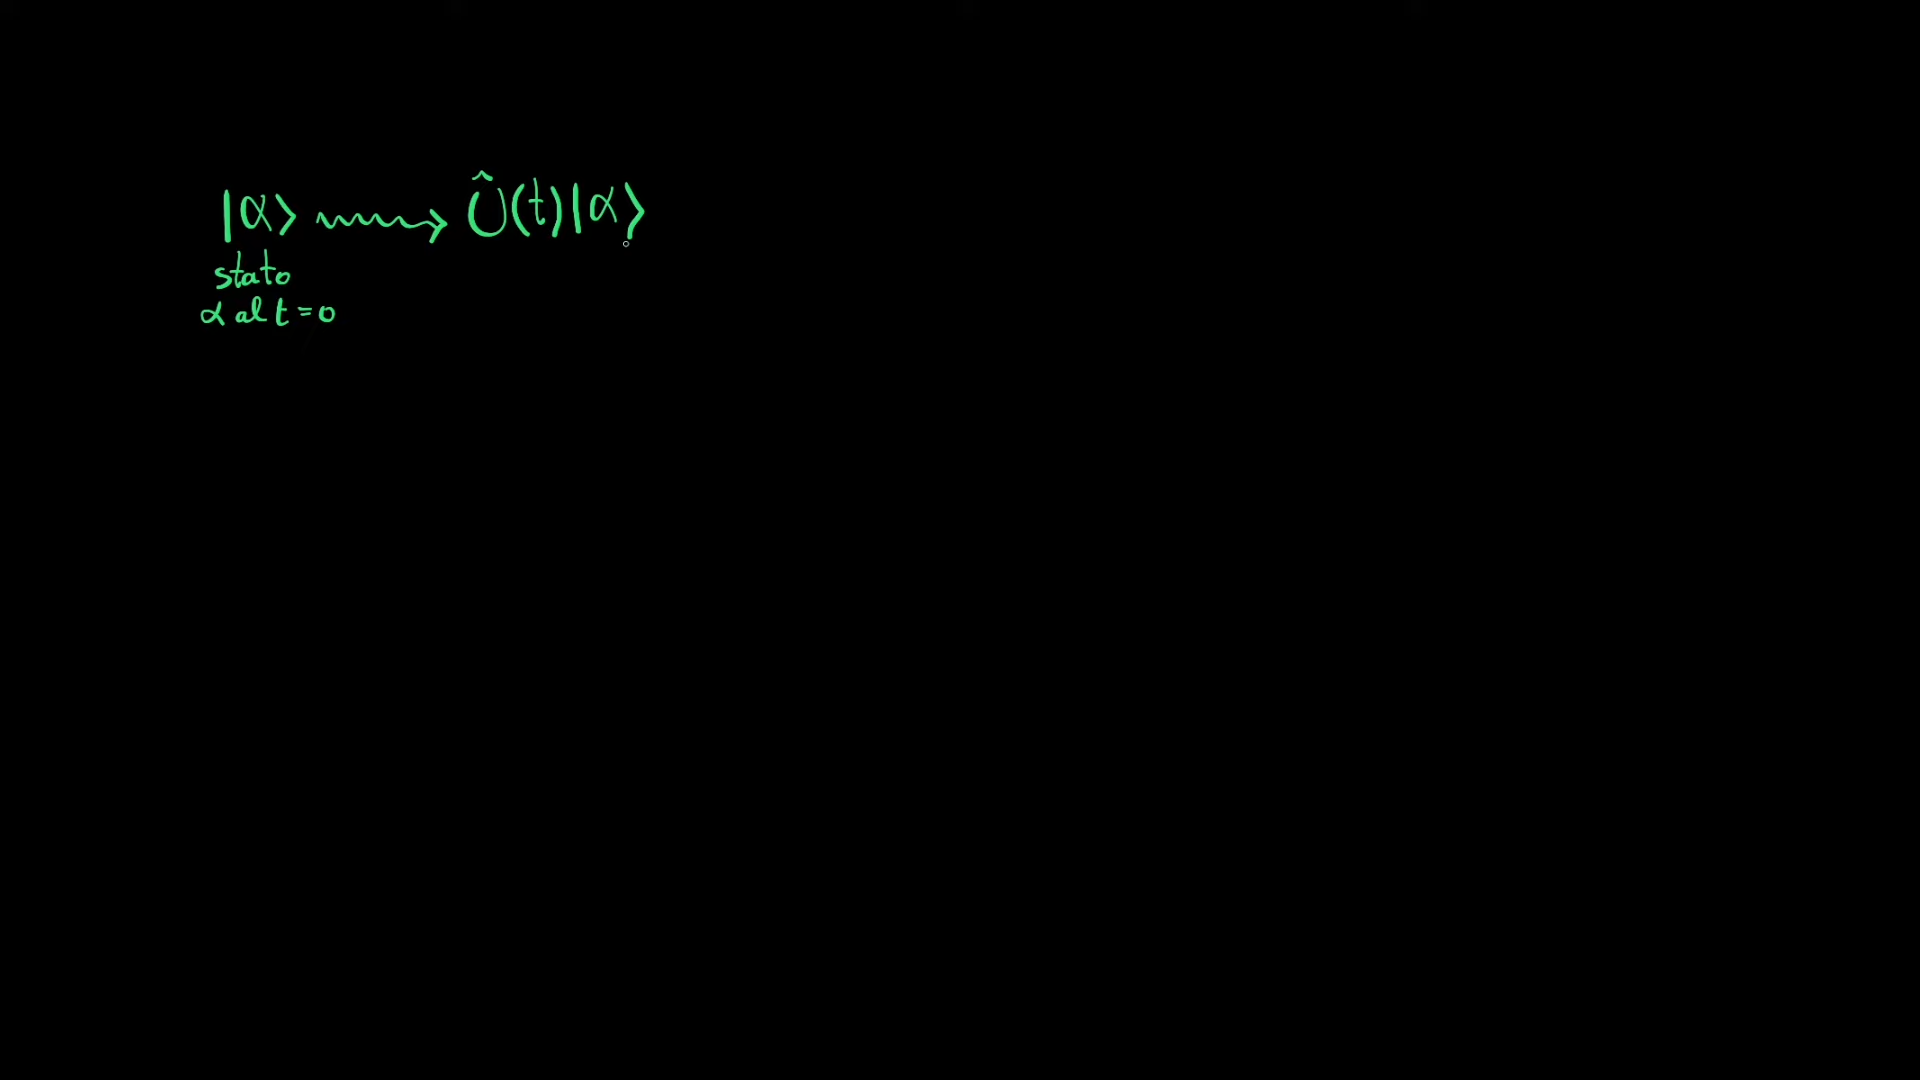 |α⟩ ⟿ Û(t)|α⟩
stato
α al t = 0